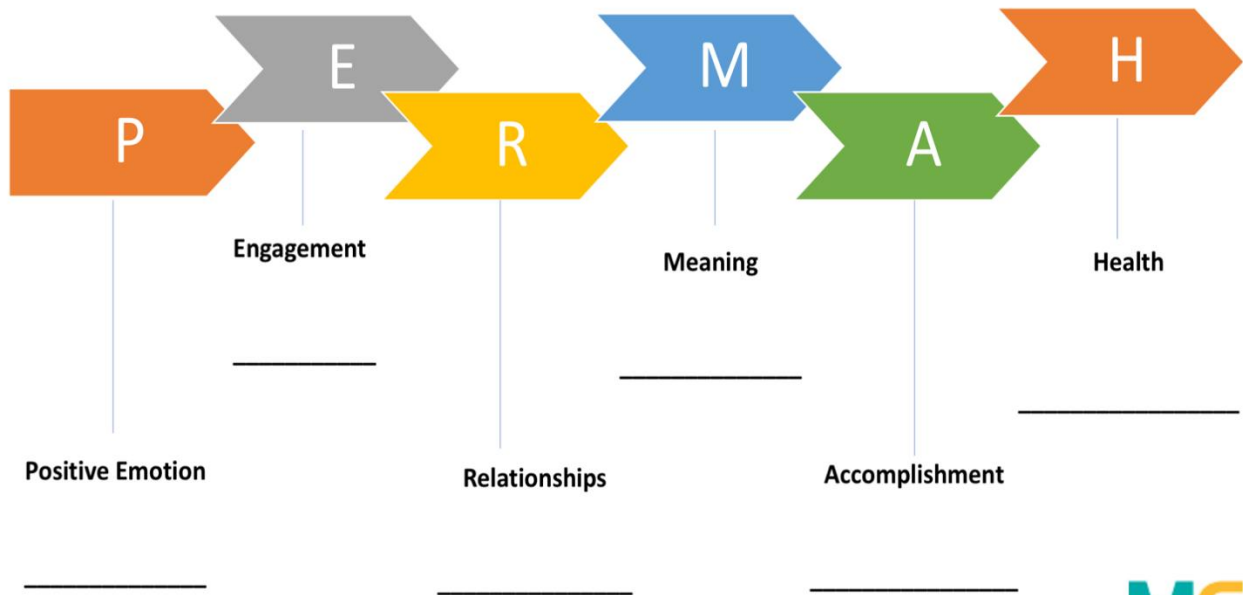 P
E
R
M
A
H
Engagement
Meaning
Health
Positive Emotion
Relationships
Accomplishment